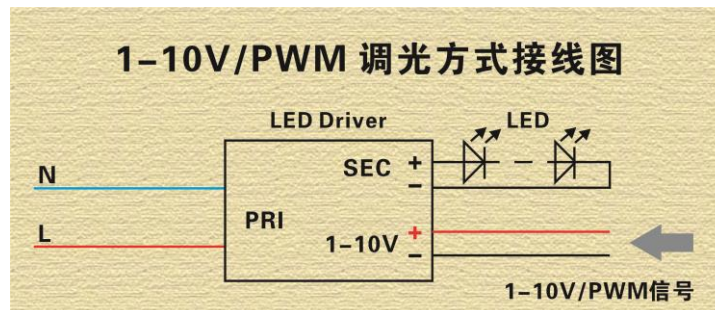 1-10V/PWM 调光方式接线图
LED Driver
LED
SEC + -
N
L
PRI
1-10V + -
1-10V/PWM信号